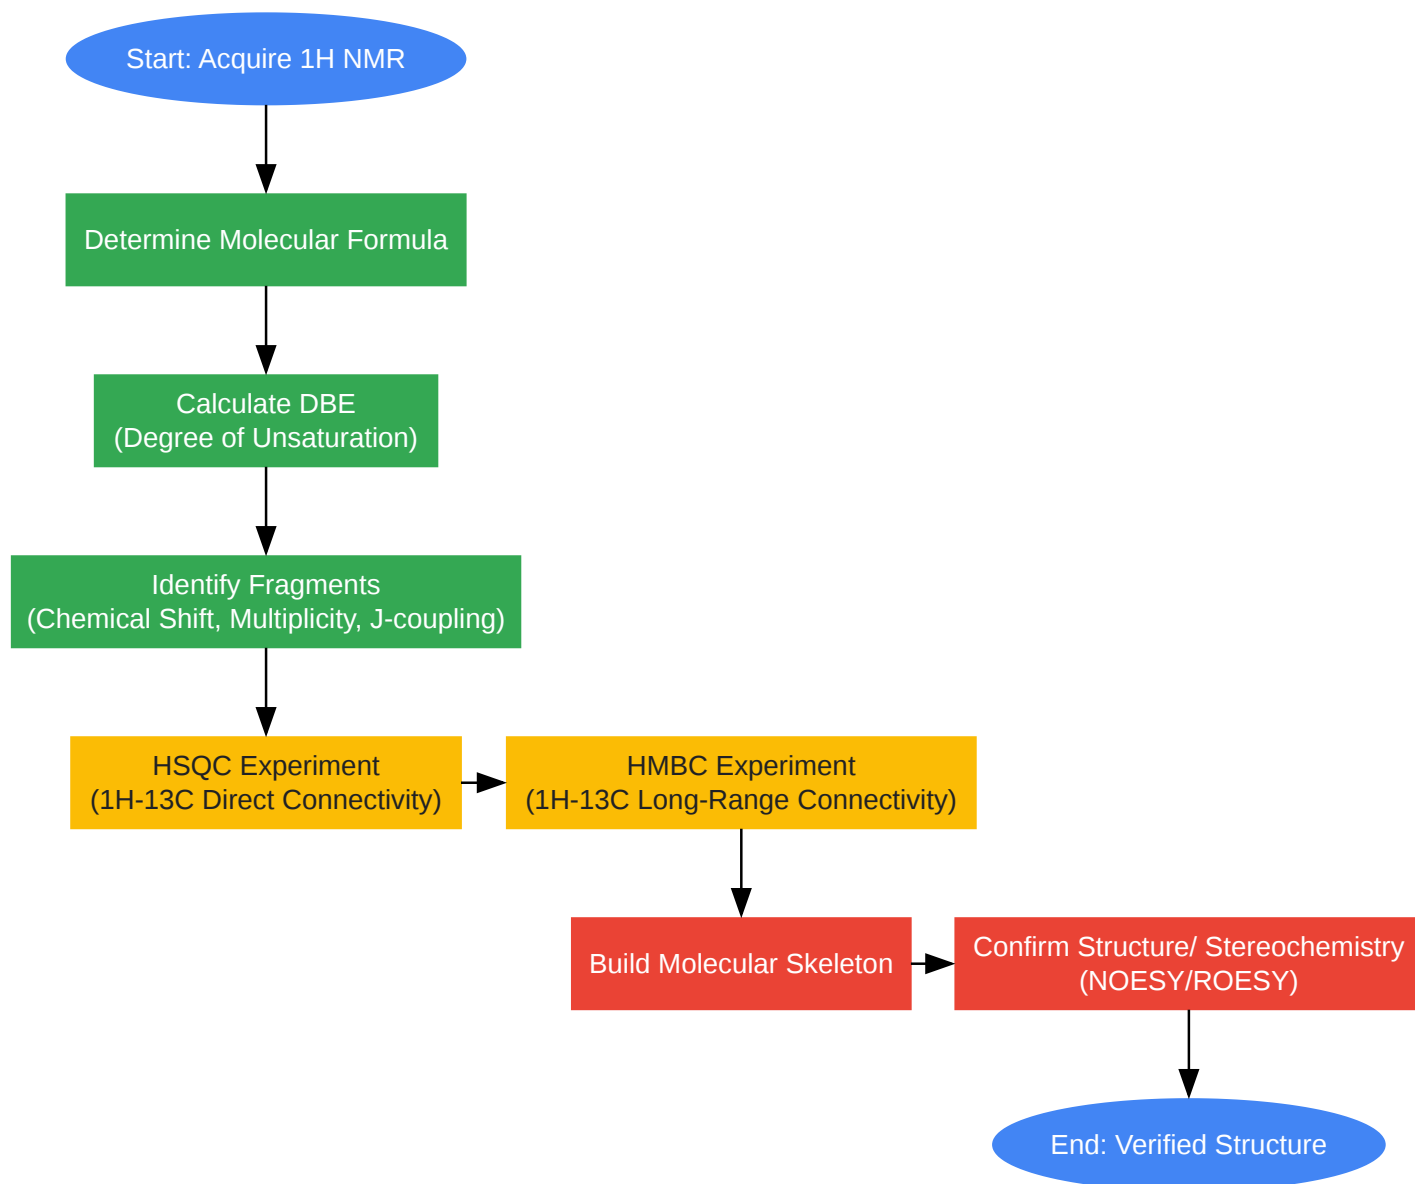 Start: Acquire 1H NMR
Determine Molecular Formula
Calculate DBE
(Degree of Unsaturation)
Identify Fragments
(Chemical Shift, Multiplicity, J-coupling)
HSQC Experiment
(1H-13C Direct Connectivity)
HMBC Experiment
(1H-13C Long-Range Connectivity)
Build Molecular Skeleton
Confirm Structure/ Stereochemistry
(NOESY/ROESY)
End: Verified Structure